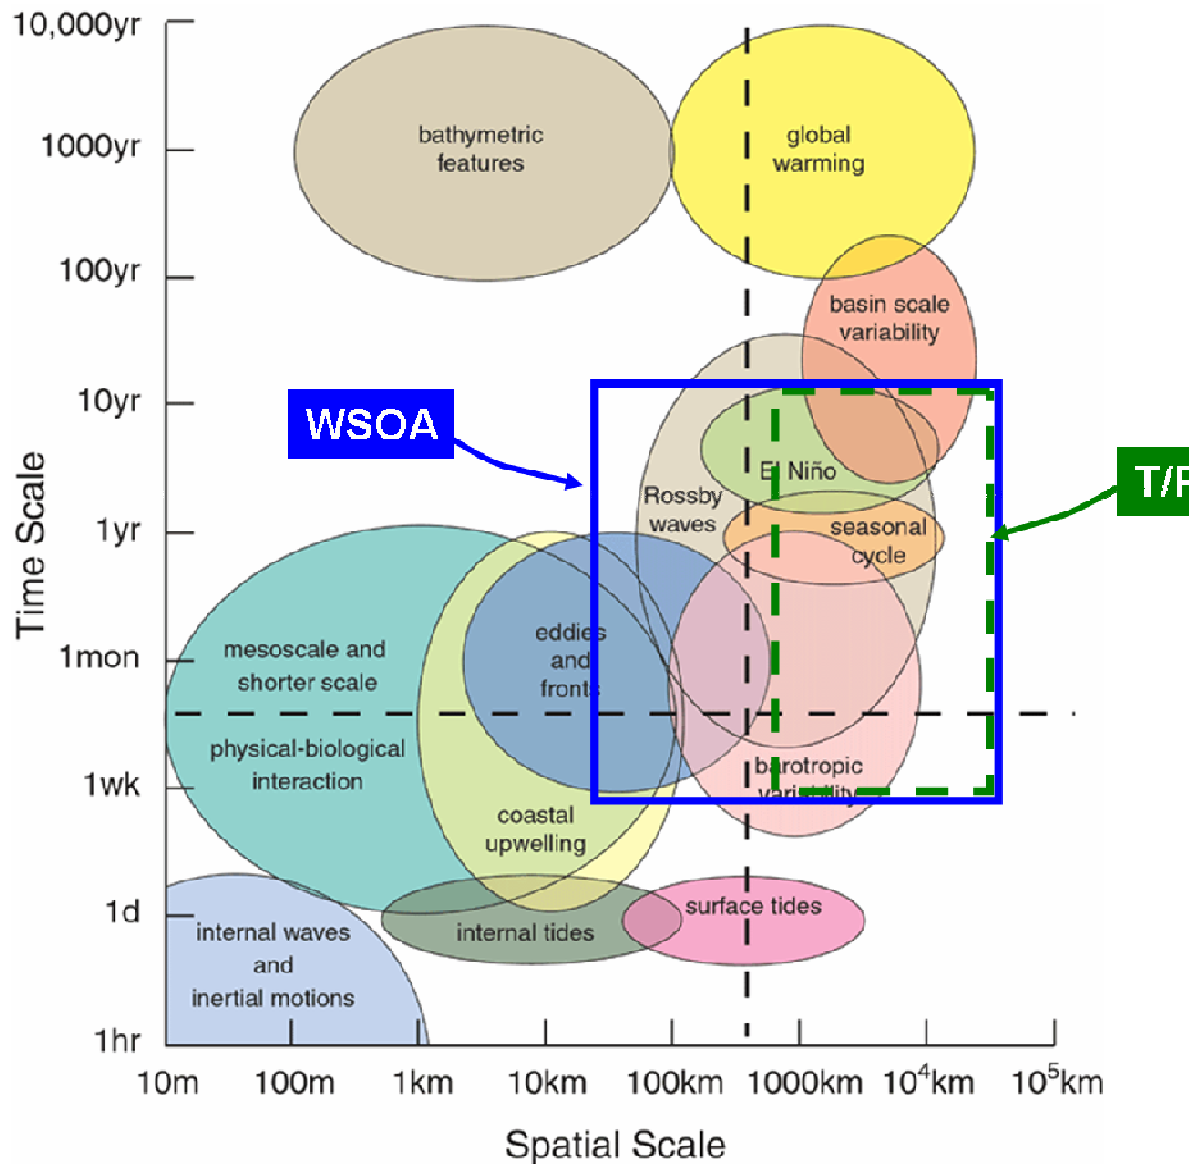 10,000yr
1000yr
100yr
10yr
1yr
1mon
1wk
1d
1hr
Time Scale
bathymetric
features
global
warming
basin scale
variability
WSOA
T/P
El Niño
Rossby
waves
seasonal
cycle
eddies
and
fronts
mesoscale and
shorter scale
physical-biological
interaction
barotropic
variability
coastal
upwelling
surface tides
internal tides
internal waves
and
inertial motions
10m
100m
1km
10km
100km
1000km
10⁴km
10⁵km
Spatial Scale